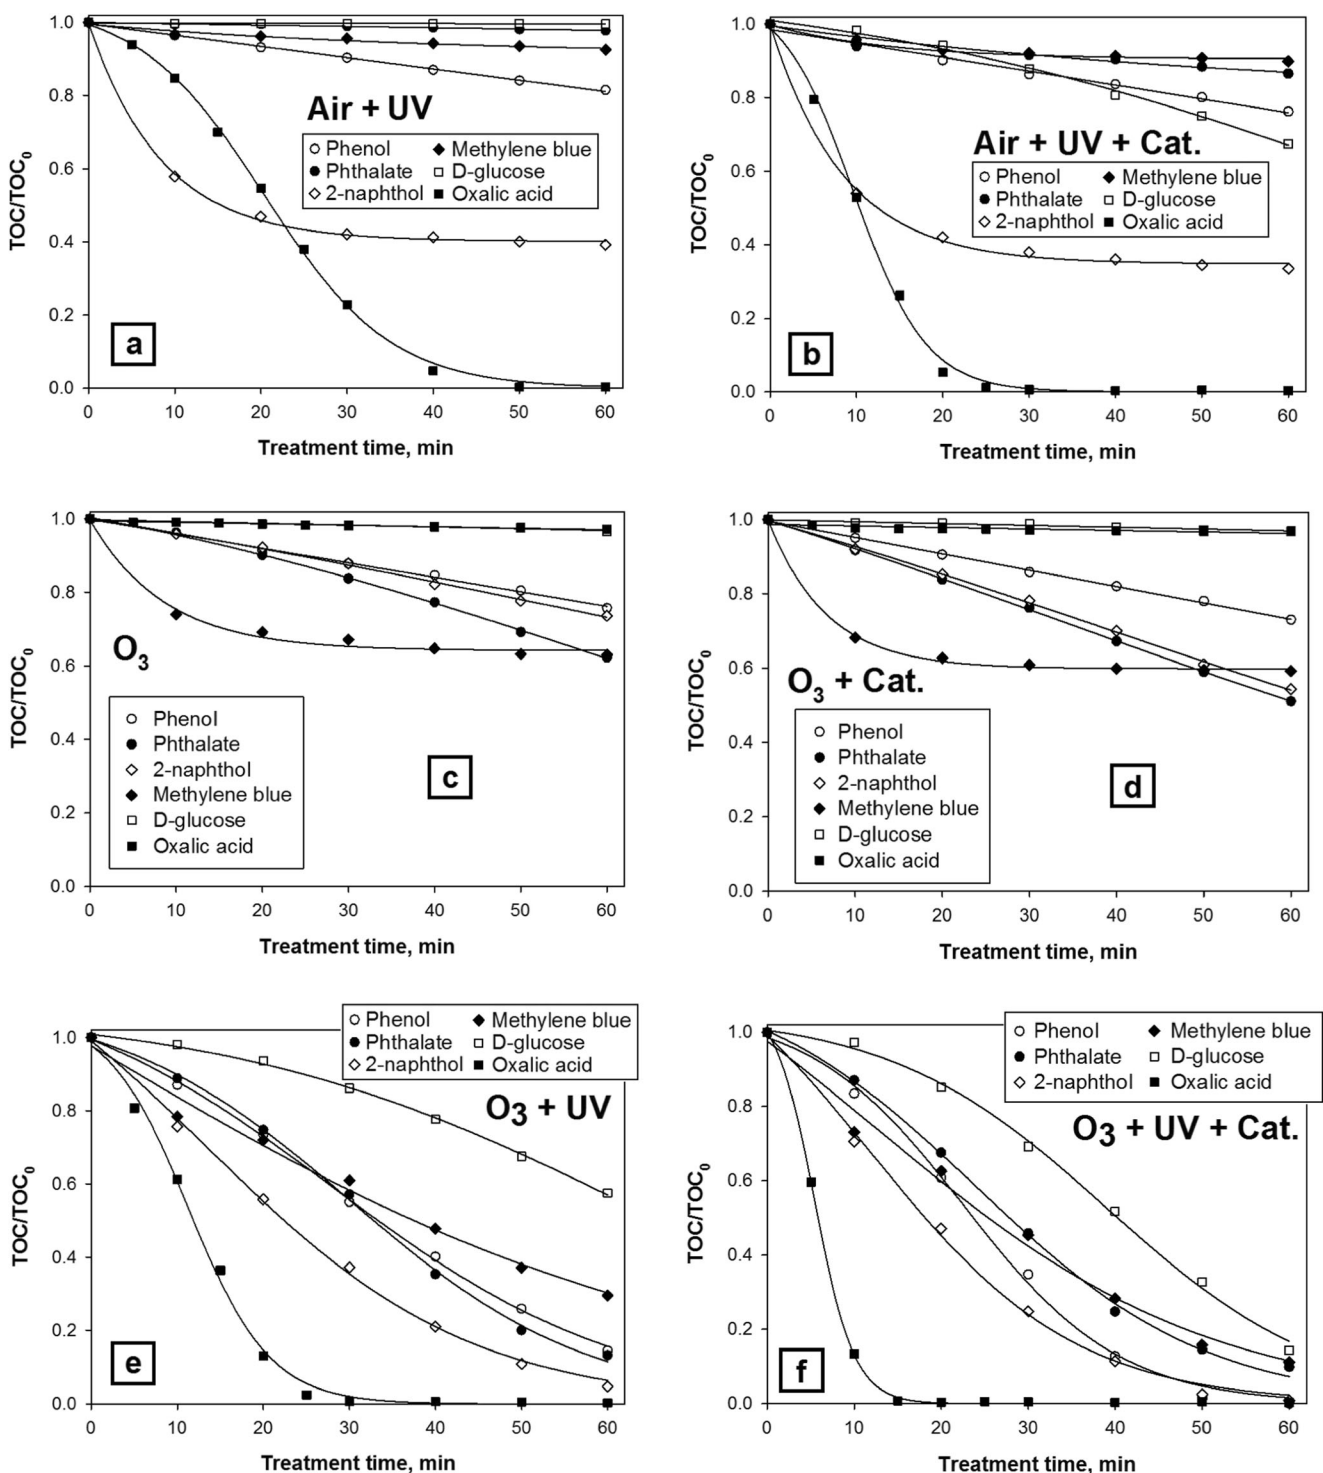 1.0
0.8
0.6
0.4
0.2
0.0
TOC/TOC0
Air + UV
Phenol Methylene blue
Phthalate D-glucose
2-naphthol Oxalic acid
a
0 10 20 30 40 50 60
Treatment time, min
1.0
0.8
0.6
0.4
0.2
0.0
TOC/TOC0
Air + UV + Cat.
Phenol Methylene blue
Phthalate D-glucose
2-naphthol Oxalic acid
b
0 10 20 30 40 50 60
Treatment time, min
1.0
0.8
0.6
0.4
0.2
0.0
TOC/TOC0
O3
Phenol
Phthalate
2-naphthol
Methylene blue
D-glucose
Oxalic acid
c
0 10 20 30 40 50 60
Treatment time, min
1.0
0.8
0.6
0.4
0.2
0.0
TOC/TOC0
O3 + Cat.
Phenol
Phthalate
2-naphthol
Methylene blue
D-glucose
Oxalic acid
d
0 10 20 30 40 50 60
Treatment time, min
1.0
0.8
0.6
0.4
0.2
0.0
TOC/TOC0
Phenol Methylene blue
Phthalate D-glucose
2-naphthol Oxalic acid
O3 + UV
e
0 10 20 30 40 50 60
Treatment time, min
1.0
0.8
0.6
0.4
0.2
0.0
TOC/TOC0
Phenol Methylene blue
Phthalate D-glucose
2-naphthol Oxalic acid
O3 + UV + Cat.
f
0 10 20 30 40 50 60
Treatment time, min